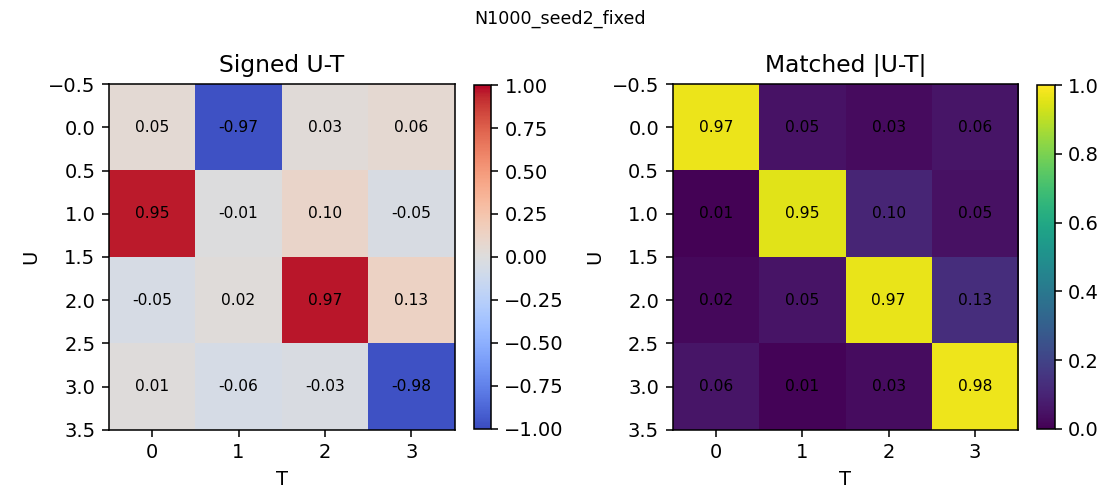 N1000_seed2_fixed
Signed U-T
−0.5
0.0
0.5
1.0
1.5
2.0
2.5
3.0
3.5
U
0.05 -0.97 0.03 0.06
0.95 -0.01 0.10 -0.05
-0.05 0.02 0.97 0.13
0.01 -0.06 -0.03 -0.98
0 1 2 3
T
1.00
0.75
0.50
0.25
0.00
−0.25
−0.50
−0.75
−1.00
Matched |U-T|
−0.5
0.0
0.5
1.0
1.5
2.0
2.5
3.0
3.5
U
0.97 0.05 0.03 0.06
0.01 0.95 0.10 0.05
0.02 0.05 0.97 0.13
0.06 0.01 0.03 0.98
0 1 2 3
T
1.0
0.8
0.6
0.4
0.2
0.0